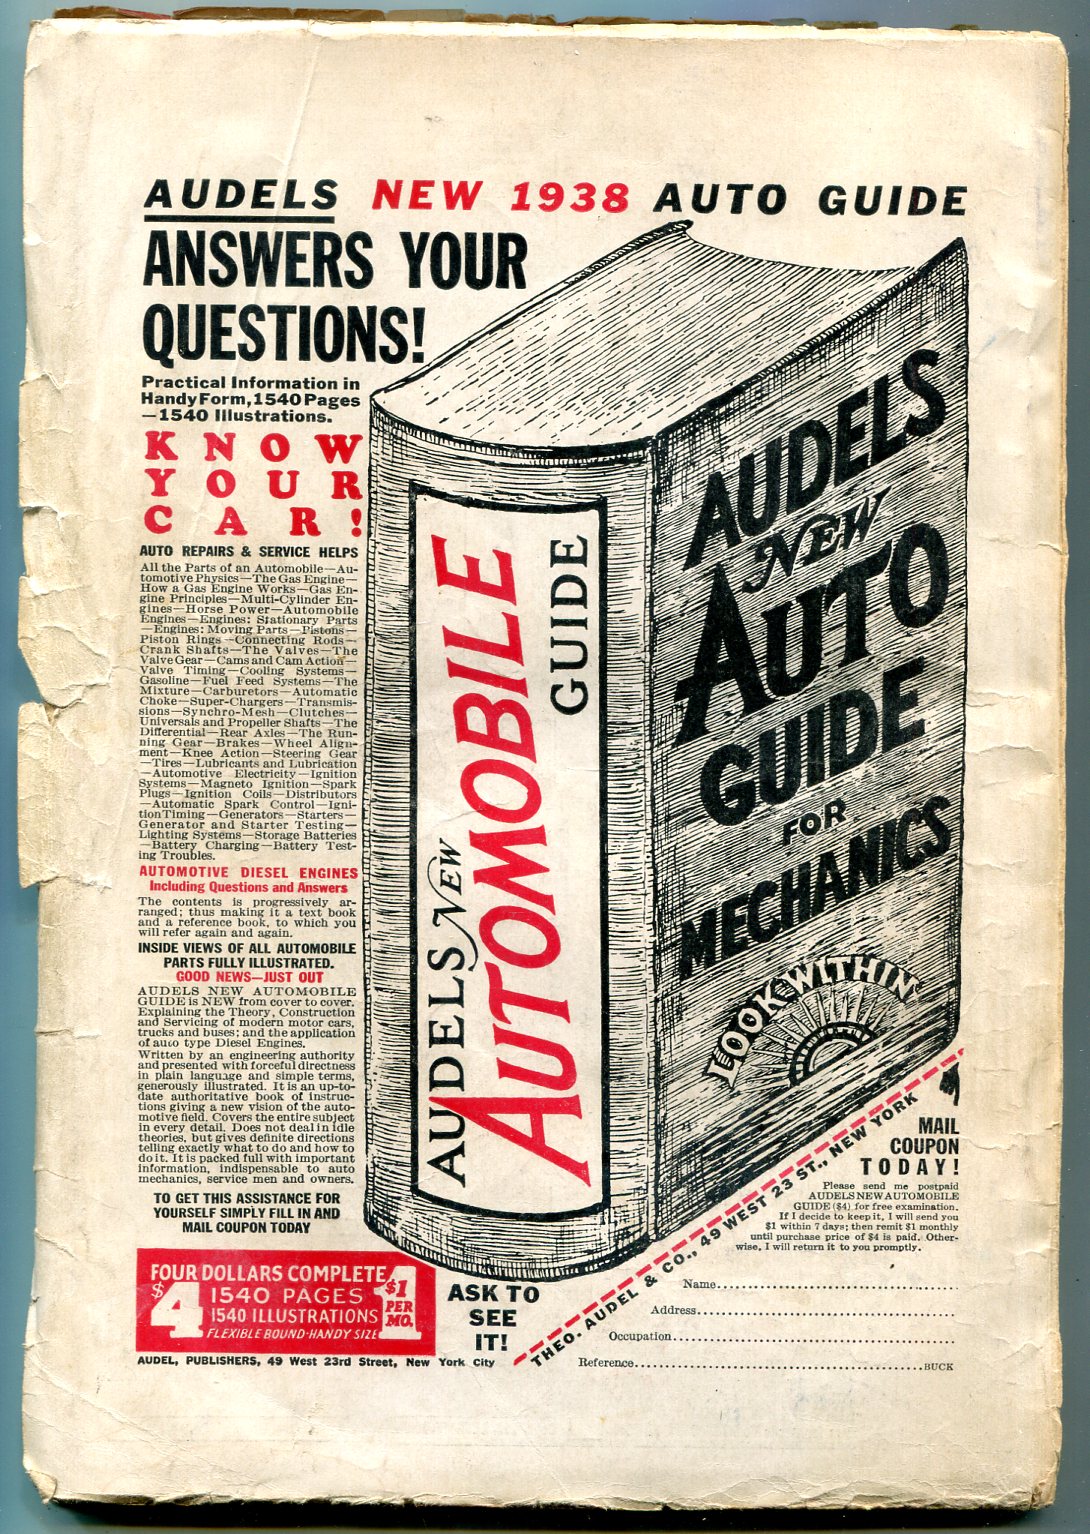 AUDELS NEW 1938 AUTO GUIDE
ANSWERS YOUR
QUESTIONS!
Practical Information in
Handy Form, 1540 Pages
—1540 Illustrations.
KNOW
YOUR
CAR!
AUTO REPAIRS & SERVICE HELPS
All the Parts of an Automobile—Au-
tomotive Physics—The Gas Engine—
How a Gas Engine Works—Gas En-
gine Principles—Multi-Cylinder En-
gines—Horse Power—Automobile
Engines—Engines: Stationary Parts
—Engines: Moving Parts—Pistons—
Piston Rings—Connecting Rods—
Crank Shafts—The Valves—The
Valve Gear—Cams and Cam Action—
Valve Timing—Cooling Systems—
Gasoline—Fuel Feed Systems—The
Mixture—Carburetors—Automatic
Choke—Super-Chargers—Transmis-
sions—Synchro-Mesh—Clutches—
Universals and Propeller Shafts—The
Differential—Rear Axles—The Run-
ning Gear—Brakes—Wheel Align-
ment—Knee Action—Steering Gear
—Tires—Lubricants and Lubrication
—Automotive Electricity—Ignition
Systems—Magneto Ignition—Spark
Plugs—Ignition Coils—Distributors
—Automatic Spark Control—Igni-
tion Timing—Generators—Starters—
Generator and Starter Testing—
Lighting Systems—Storage Batteries
—Battery Charging—Battery Test-
ing Troubles.
AUTOMOTIVE DIESEL ENGINES
Including Questions and Answers
The contents is progressively ar-
ranged; thus making it a text book
and a reference book, to which you
will refer again and again.
INSIDE VIEWS OF ALL AUTOMOBILE
PARTS FULLY ILLUSTRATED.
GOOD NEWS—JUST OUT
AUDELS NEW AUTOMOBILE
GUIDE is NEW from cover to cover.
Explaining the Theory, Construction
and Servicing of modern motor cars,
trucks and buses; and the application
of auto type Diesel Engines.
Written by an engineering authority
and presented with forceful directness
in plain language and simple terms,
generously illustrated. It is an up-to-
date authoritative book of instruc-
tions giving a new vision of the auto-
motive field. Covers the entire subject
in every detail. Does not deal in idle
theories, but gives definite directions
telling exactly what to do and how to
do it. It is packed full with important
information, indispensable to auto
mechanics, service men and owners.
TO GET THIS ASSISTANCE FOR
YOURSELF SIMPLY FILL IN AND
MAIL COUPON TODAY
FOUR DOLLARS COMPLETE
$4
1540 PAGES
1540 ILLUSTRATIONS
FLEXIBLE BOUND-HANDY SIZE
$1
PER
MO.
1
AUDEL, PUBLISHERS, 49 West 23rd Street, New York City
ASK TO
SEE
IT!
AUDELS NEW
AUTOMOBILE
GUIDE
AUDELS
NEW
AUTO
GUIDE
FOR
MECHANICS
LOOK WITHIN
THEO. AUDEL & CO., 49 WEST 23 ST., NEW YORK
MAIL
COUPON
TODAY!
Please send me postpaid
AUDELS NEW AUTOMOBILE
GUIDE ($4) for free examination.
If I decide to keep it, I will send you
$1 within 7 days; then remit $1 monthly
until purchase price of $4 is paid. Other-
wise, I will return it to you promptly.
Name
Address
Occupation
Reference BUCK